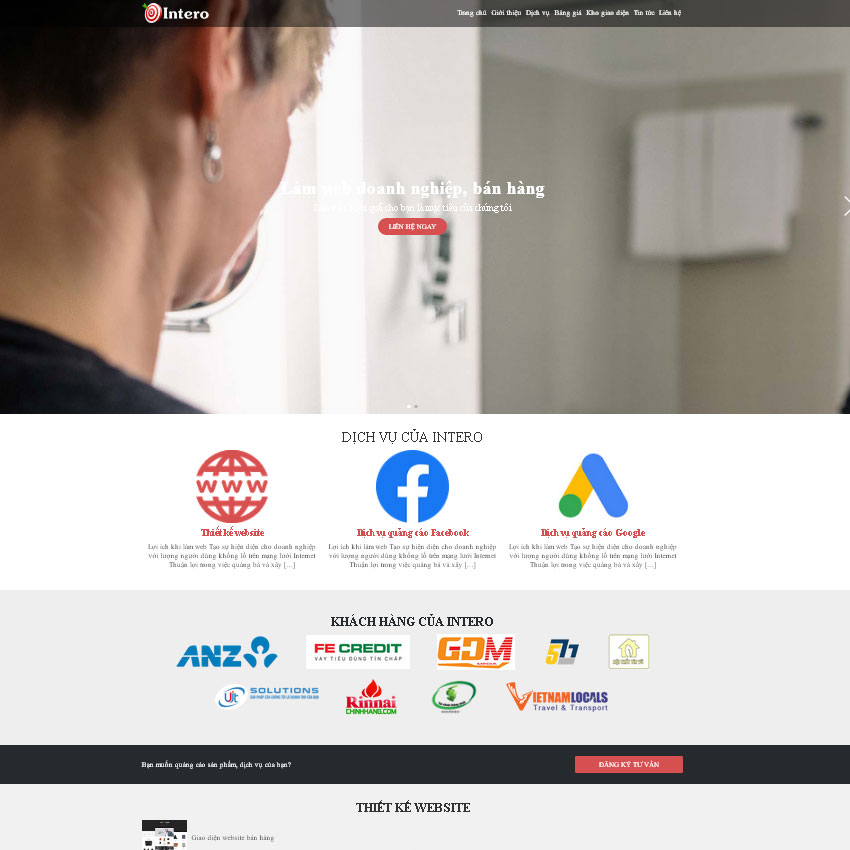 Intero
Trang chủ Giới thiệu Dịch vụ Bảng giá Kho giao diện Tin tức Liên hệ
Làm web doanh nghiệp, bán hàng
quả cho bạn là mục tiêu của chúng tôi
LIÊN HỆ NGAY
DỊCH VỤ CỦA INTERO
WWW
Thiết kế website
Dịch vụ quảng cáo Facebook
Dịch vụ quảng cáo Google
Lợi ích khi làm web Tạo sự hiện diện cho doanh nghiệp
với lượng người dùng khổng lồ trên mạng lưới Internet
Thuận lợi trong việc quảng bá và xây […]
Lợi ích khi làm web Tạo sự hiện diện cho doanh nghiệp
với lượng người dùng khổng lồ trên mạng lưới Internet
Thuận lợi trong việc quảng bá và xây […]
Lợi ích khi làm web Tạo sự hiện diện cho doanh nghiệp
với lượng người dùng khổng lồ trên mạng lưới Internet
Thuận lợi trong việc quảng bá và xây […]
KHÁCH HÀNG CỦA INTERO
ANZ
FE CREDIT
VAY TIÊU DÙNG TÍN CHẤP
GDM
577
SOLUTIONS
Rinnai
CHINHHANG.COM
VIETNAMLOCALS
Travel & Transport
Bạn muốn quảng cáo sản phẩm, dịch vụ của bạn?
ĐĂNG KÝ TƯ VẤN
THIẾT KẾ WEBSITE
Giao diện website bán hàng